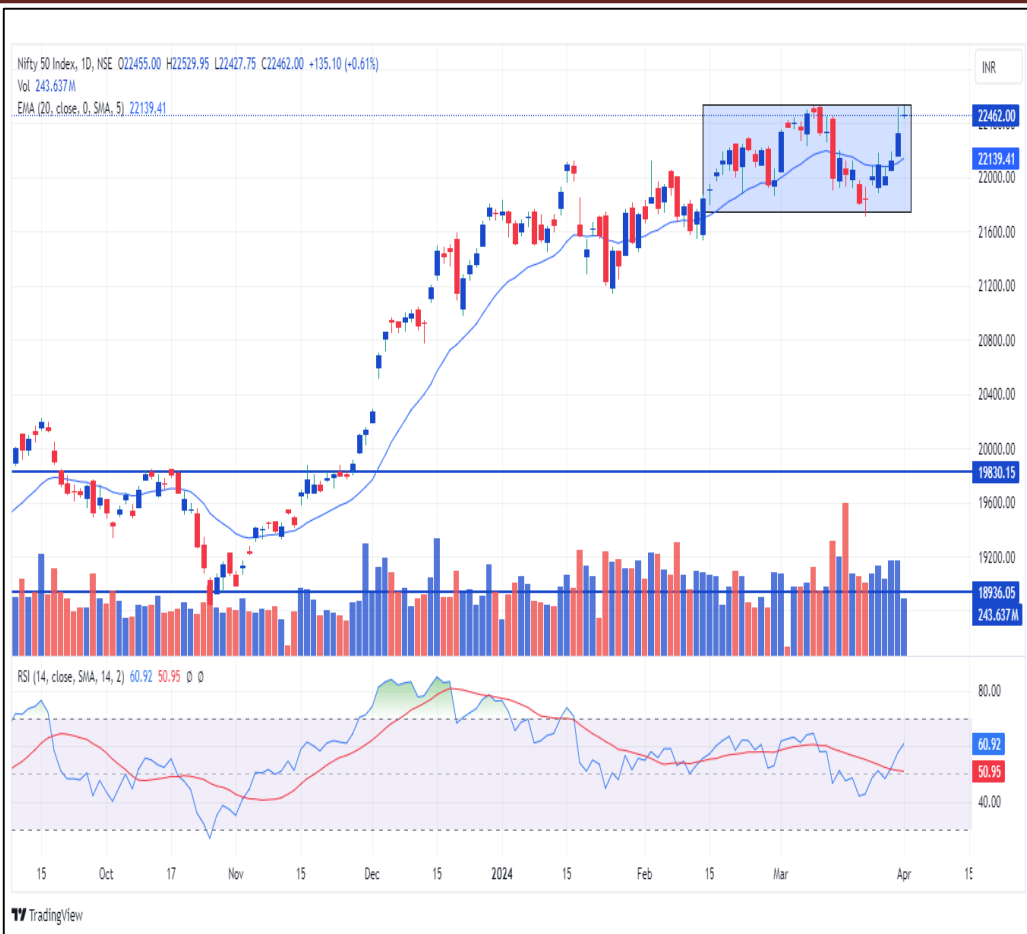 Nifty 50 Index, 1D, NSE O22455.00 H22529.95 L22427.75 C22462.00 +135.10 (+0.61%)
INR
Vol 243.637M
EMA (20, close, 0, SMA, 5) 22139.41
22462.00
22139.41
22000.00
21600.00
21200.00
20800.00
20400.00
20000.00
19830.15
19600.00
19200.00
18936.05
243.637M
RSI (14, close, SMA, 14, 2) 60.92 50.95 Ø Ø
80.00
60.92
50.95
40.00
15 Oct 17 Nov 15 Dec 15 2024 15 Feb 15 Mar Apr
TradingView